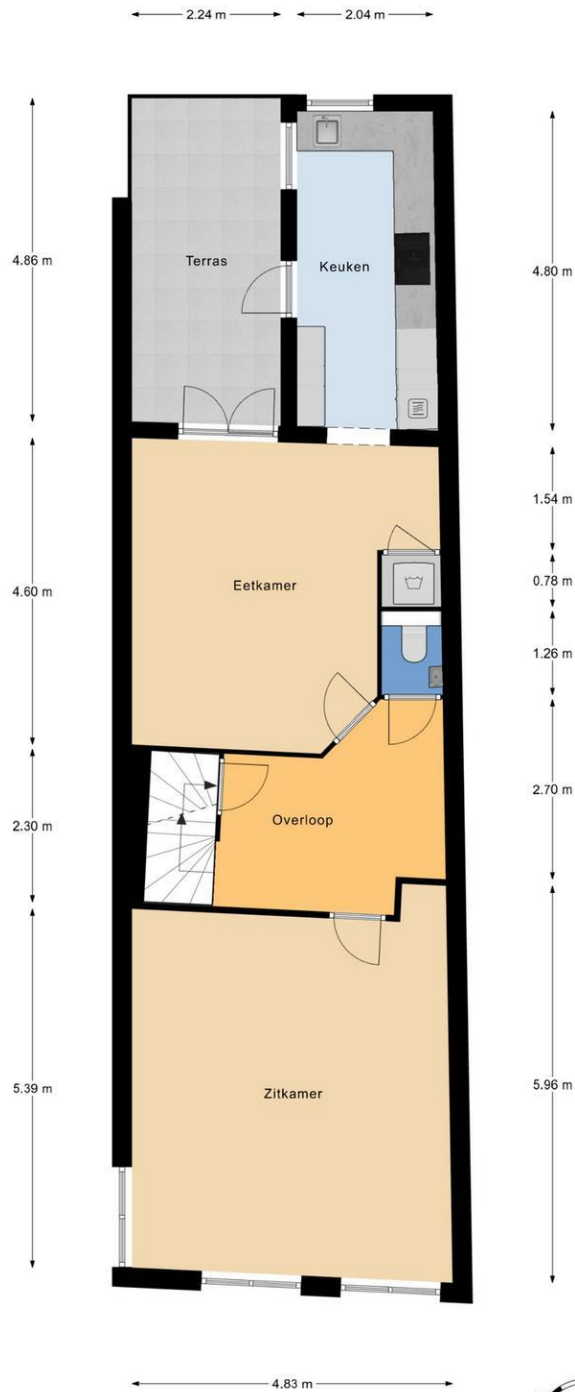 2.24 m
2.04 m
4.86 m
Terras
Keuken
4.80 m
1.54 m
4.60 m
Eetkamer
0.78 m
1.26 m
2.30 m
Overloop
2.70 m
5.39 m
Zitkamer
5.96 m
4.83 m